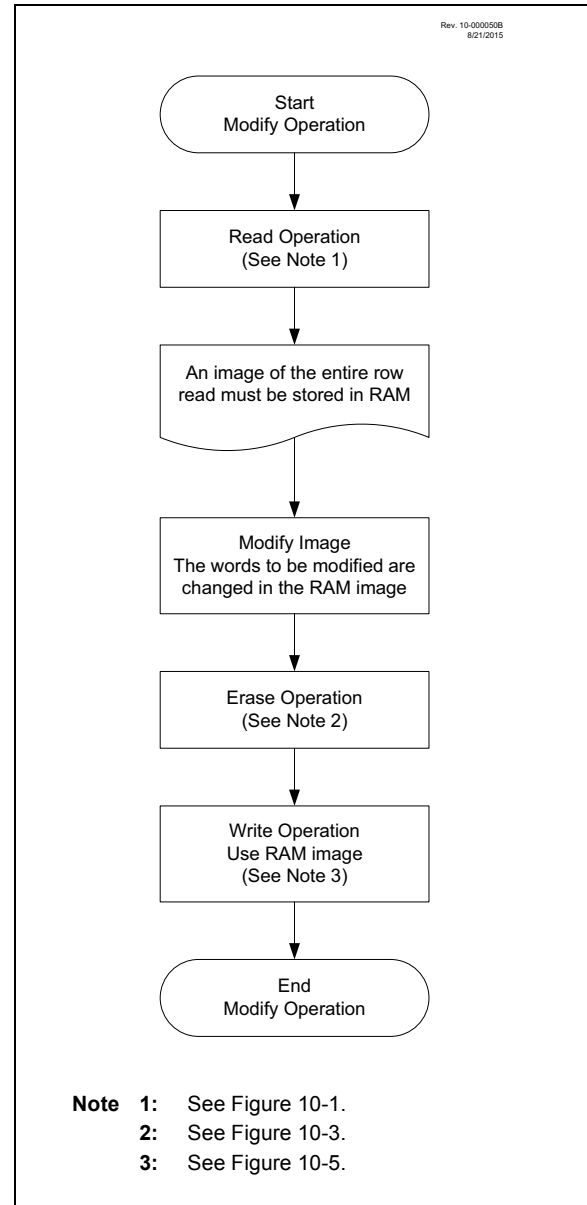 Rev. 10-000050B
8/21/2015
Start
Modify Operation
Read Operation
(See Note 1)
An image of the entire row
read must be stored in RAM
Modify Image
The words to be modified are
changed in the RAM image
Erase Operation
(See Note 2)
Write Operation
Use RAM image
(See Note 3)
End
Modify Operation
Note 1: See Figure 10-1.
2: See Figure 10-3.
3: See Figure 10-5.